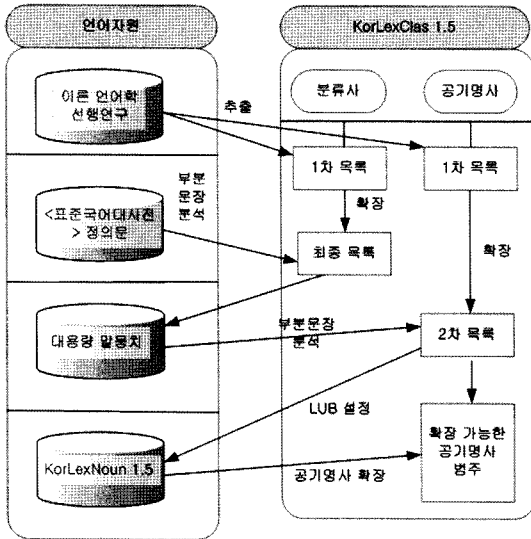 언어자원
KorLexClas 1.5
이론 언어학
선행연구
추출
분류사
공기명사
1차 목록
1차 목록
부분
문장
분석
확장
<표준국어대사전
> 정의문
최종 목록
확장
대용량 말뭉치
부분문장
분석
2차 목록
LUB 설정
KorLexNoun 1.5
공기명사 확장
확장 가능한
공기명사
범주